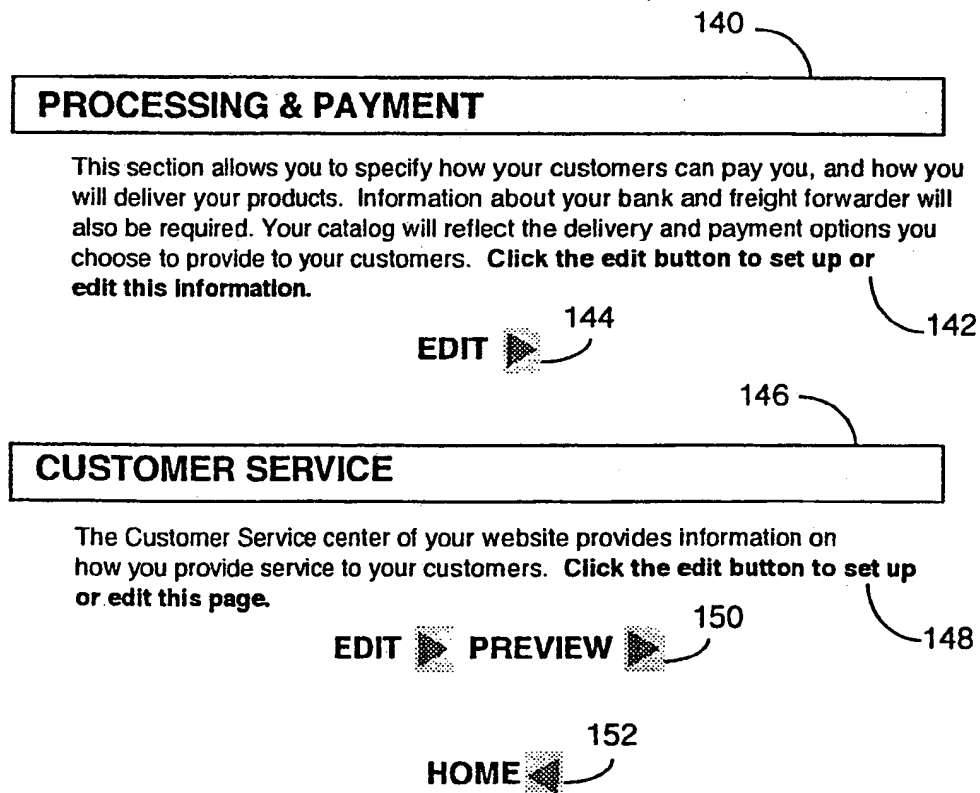 140
PROCESSING & PAYMENT
This section allows you to specify how your customers can pay you, and how you
will deliver your products. Information about your bank and freight forwarder will
also be required. Your catalog will reflect the delivery and payment options you
choose to provide to your customers. Click the edit button to set up or
edit this information.
142
144
EDIT
146
CUSTOMER SERVICE
The Customer Service center of your website provides information on
how you provide service to your customers. Click the edit button to set up
or edit this page.
148
150
EDIT PREVIEW
152
HOME